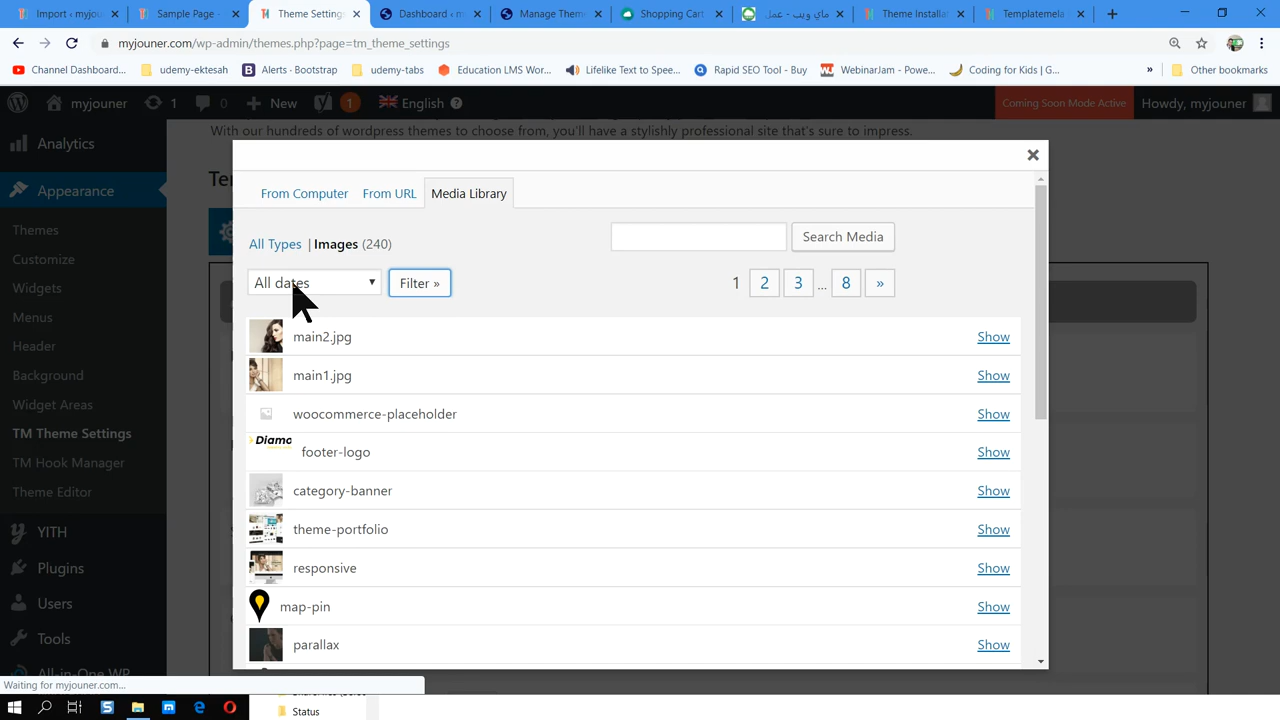 Import ‹ myjoune
Sample Page -
Theme Settings
Dashboard ‹ m
Manage Them
Shopping Cart
ماي ويب - عمل
Theme Installa
Templatemela
myjouner.com/wp-admin/themes.php?page=tm_theme_settings
Channel Dashboard...
udemy-ektesah
Alerts · Bootstrap
udemy-tabs
Education LMS Wor...
Lifelike Text to Spee...
Rapid SEO Tool - Buy
WebinarJam - Powe...
Coding for Kids | G...
»
Other bookmarks
myjouner
1
0
New
1
English
Coming Soon Mode Active
Howdy, myjouner
With our hundreds of wordpress themes to choose from, you'll have a stylishly professional site that's sure to impress.
Analytics
Appearance
Themes
Customize
Widgets
Menus
Header
Background
Widget Areas
TM Theme Settings
TM Hook Manager
Theme Editor
YITH
Plugins
Users
Tools
All-in-One WP
From Computer
From URL
Media Library
All Types | Images (240)
Search Media
All dates
Filter »
1 2 3 ... 8 »
main2.jpg Show
main1.jpg Show
woocommerce-placeholder Show
Diamo
footer-logo Show
category-banner Show
theme-portfolio Show
responsive Show
map-pin Show
parallax Show
Waiting for myjouner.com...
Status